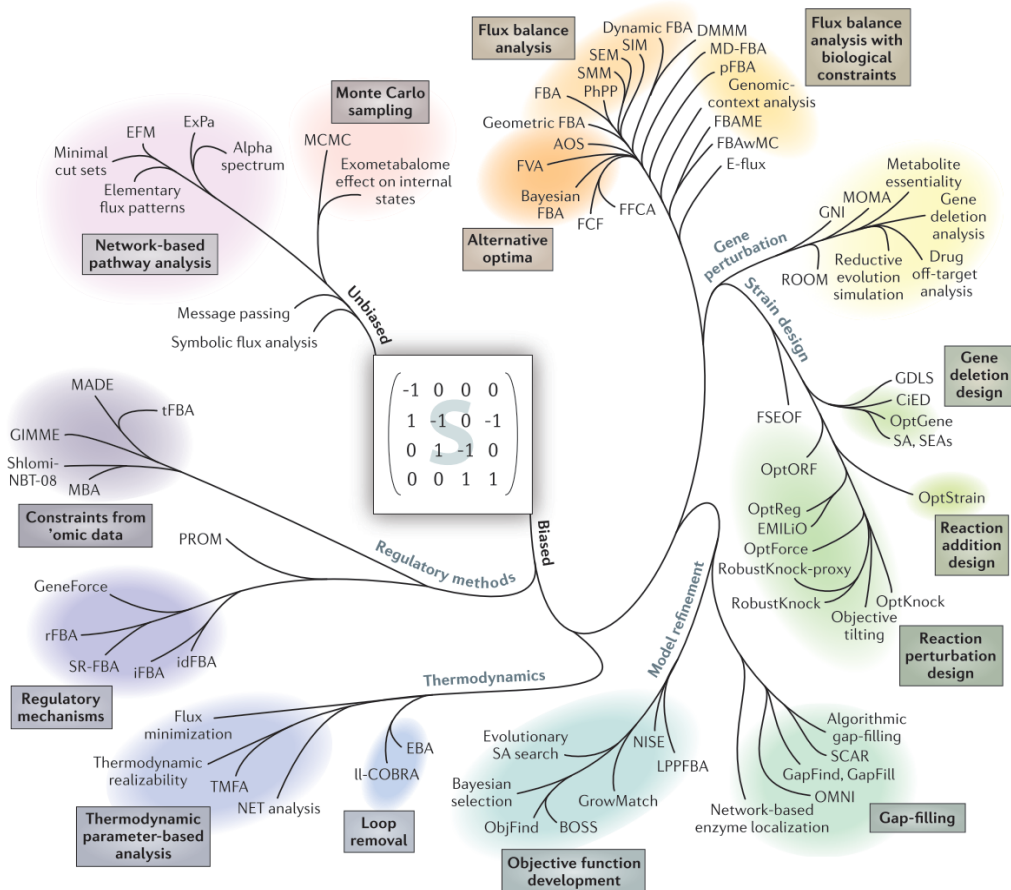 Flux balance
analysis
Dynamic FBA
SIM
SEM
SMM
PhPP
FBA
Geometric FBA
AOS
FVA
Bayesian
FBA
FCF
FFCA
Alternative
optima
DMMM
MD-FBA
pFBA
Genomic-
context analysis
FBAME
FBAwMC
E-flux
Flux balance
analysis with
biological
constraints
Monte Carlo
sampling
MCMC
Exometabalome
effect on internal
states
ExPa
EFM
Alpha
spectrum
Minimal
cut sets
Elementary
flux patterns
Network-based
pathway analysis
Message passing
Symbolic flux analysis
Unbiased
Gene
perturbation
GNI
MOMA
Metabolite
essentiality
Gene
deletion
analysis
Drug
off-target
analysis
Reductive
evolution
simulation
ROOM
Strain design
Gene
deletion
design
GDLS
CiED
OptGene
SA, SEAs
FSEOF
OptORF
OptStrain
Reaction
addition
design
OptReg
EMILiO
OptForce
RobustKnock-proxy
RobustKnock
Objective
tilting
OptKnock
Reaction
perturbation
design
S
-1 0 0 0
1 -1 0 -1
0 1 -1 0
0 0 1 1
Biased
MADE
tFBA
GIMME
Shlomi-
NBT-08
MBA
Constraints from
'omic data
Regulatory methods
PROM
GeneForce
rFBA
SR-FBA
iFBA
idFBA
Regulatory
mechanisms
Thermodynamics
Flux
minimization
Thermodynamic
realizability
TMFA
NET analysis
Thermodynamic
parameter-based
analysis
EBA
ll-COBRA
Loop
removal
Model refinement
Evolutionary
SA search
Bayesian
selection
ObjFind
BOSS
GrowMatch
NISE
LPPFBA
Objective function
development
Algorithmic
gap-filling
SCAR
GapFind, GapFill
OMNI
Network-based
enzyme localization
Gap-filling